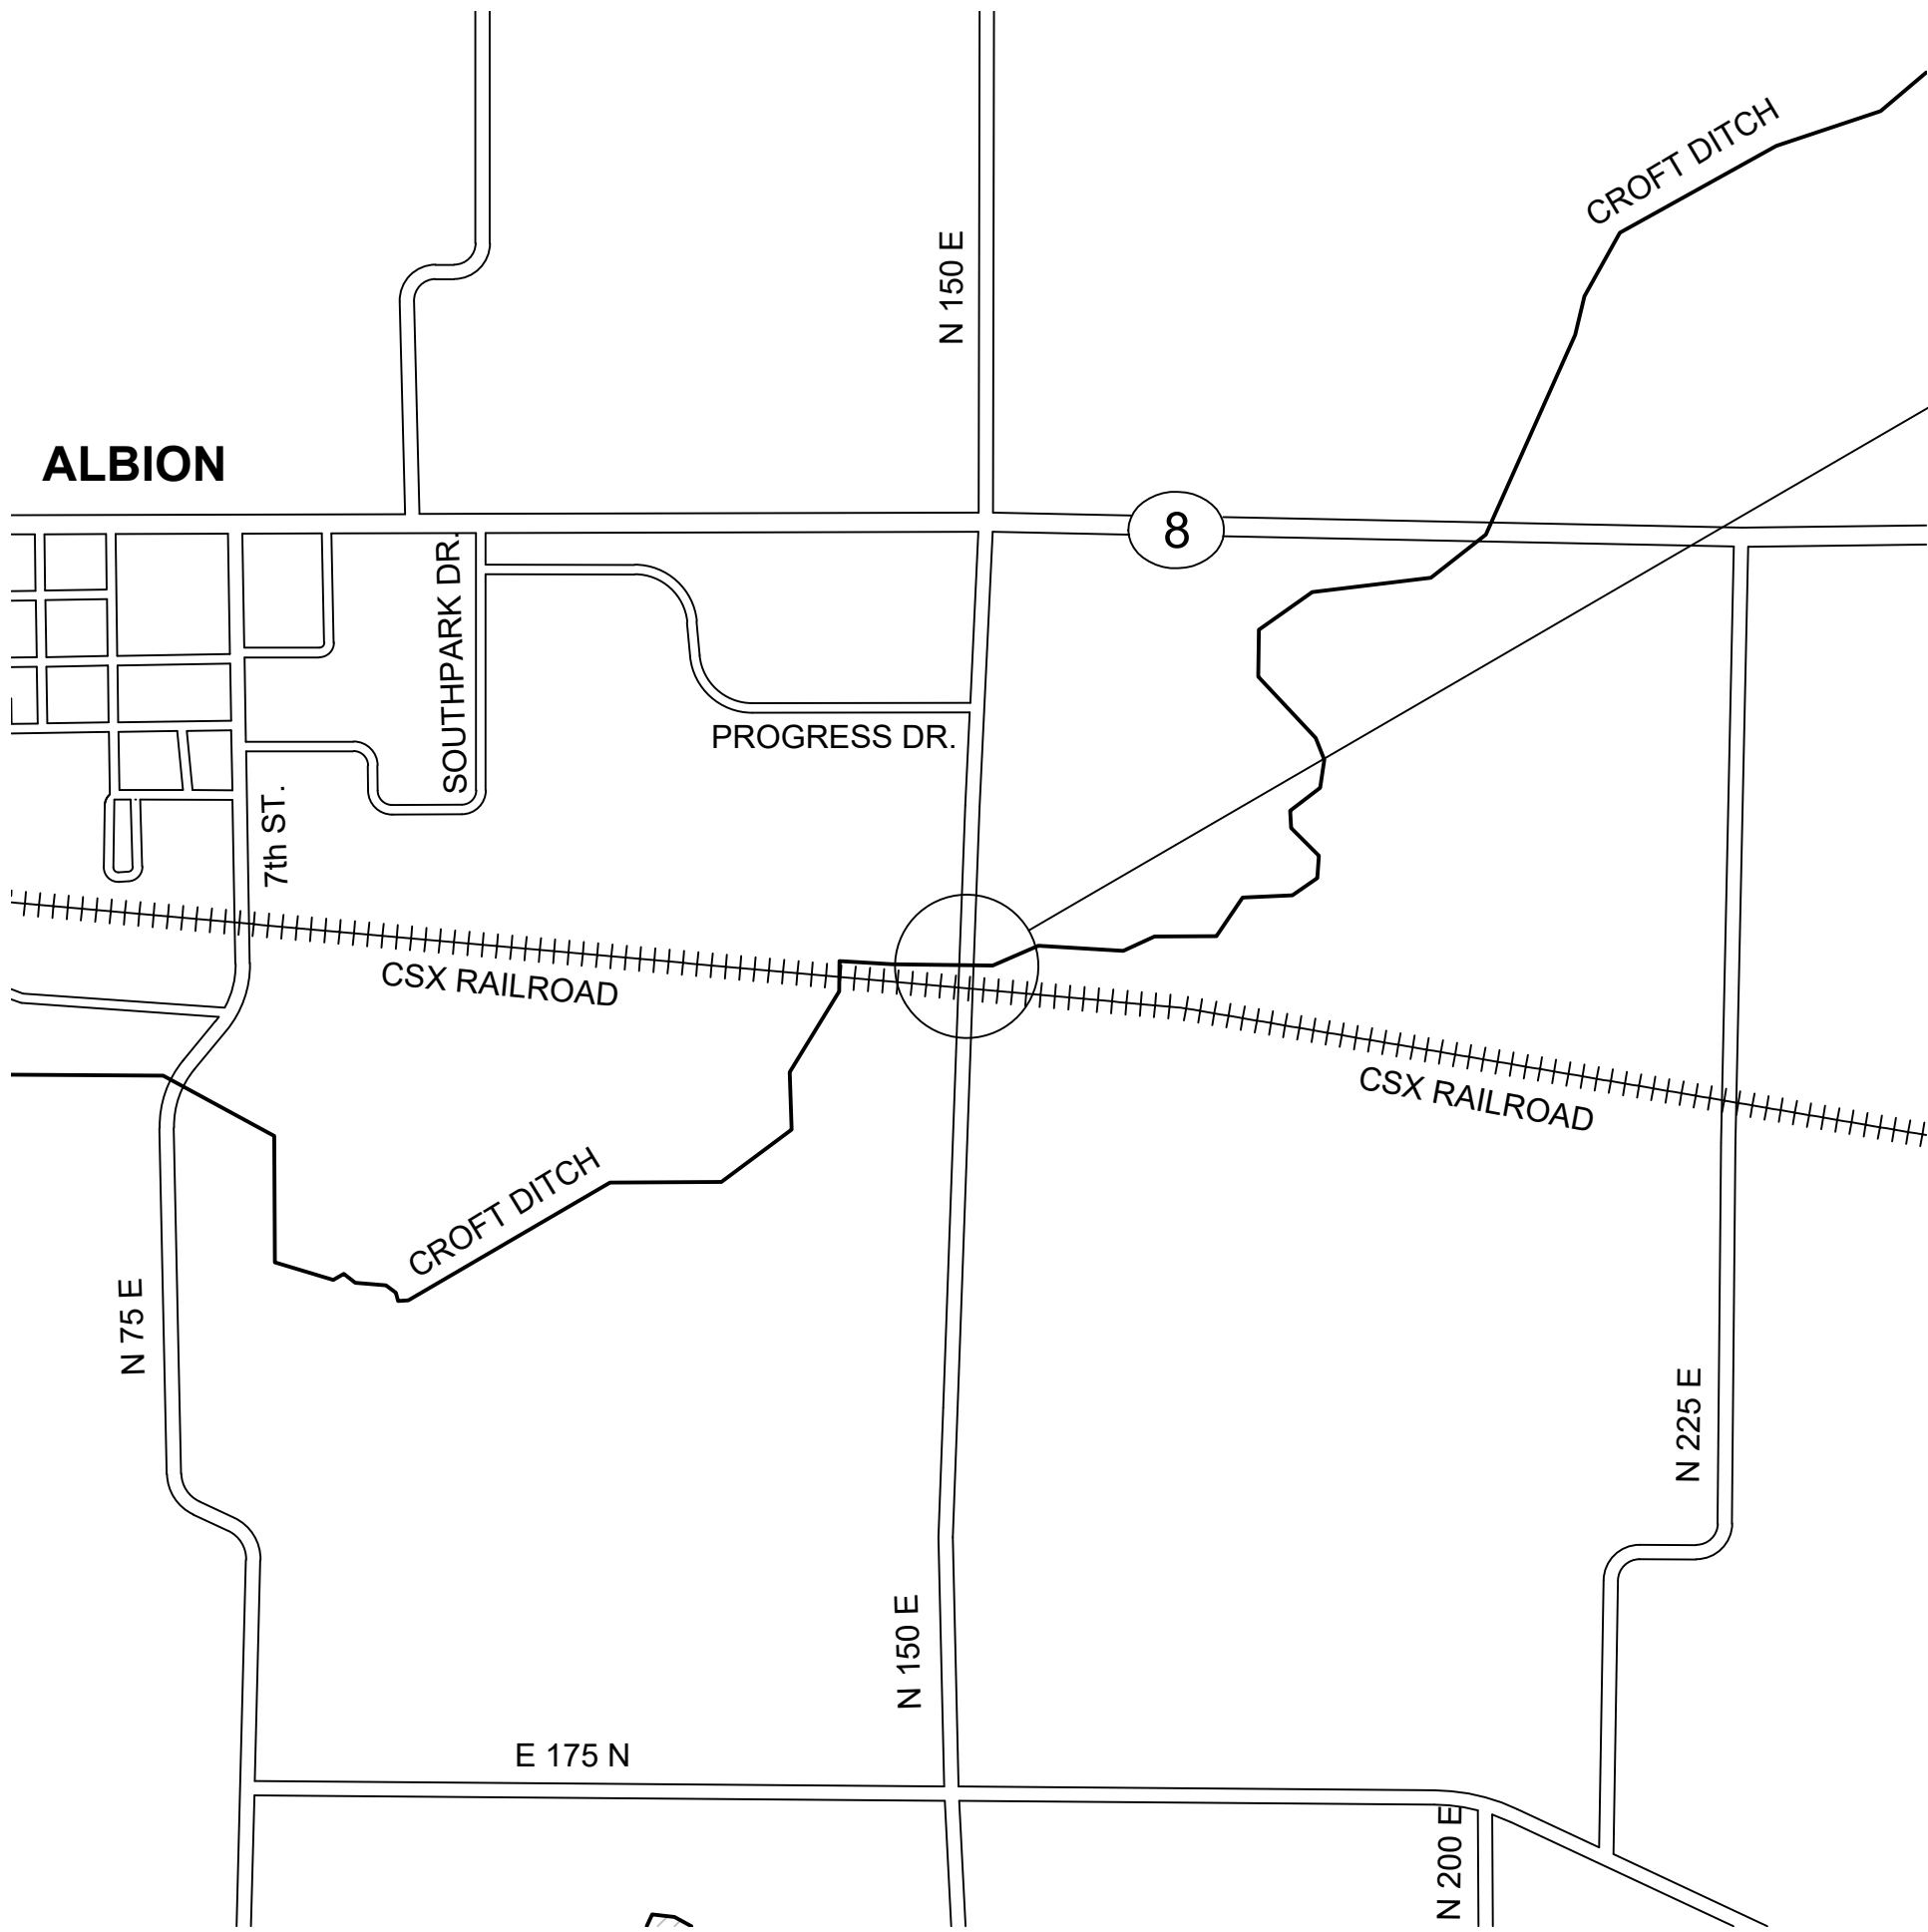 CROFT DITCH
N 150 E
ALBION
8
SOUTHPARK DR.
PROGRESS DR.
7th ST.
CSX RAILROAD
CSX RAILROAD
CROFT DITCH
N 75 E
N 225 E
N 150 E
E 175 N
N 200 E